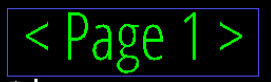 < Page 1 >